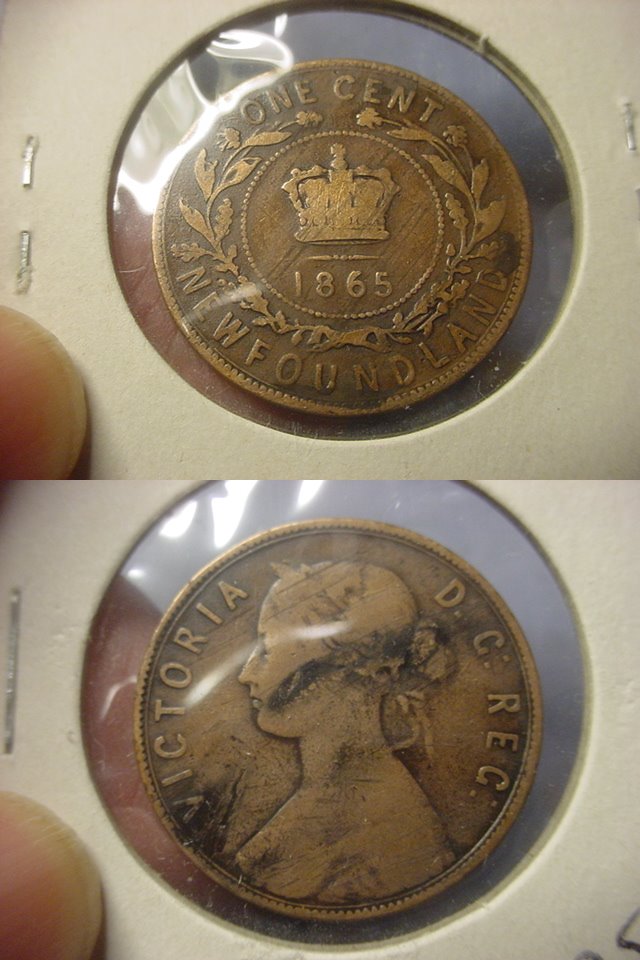 ONE CENT
1865
NEWFOUNDLAND
VICTORIA D. G: REG: